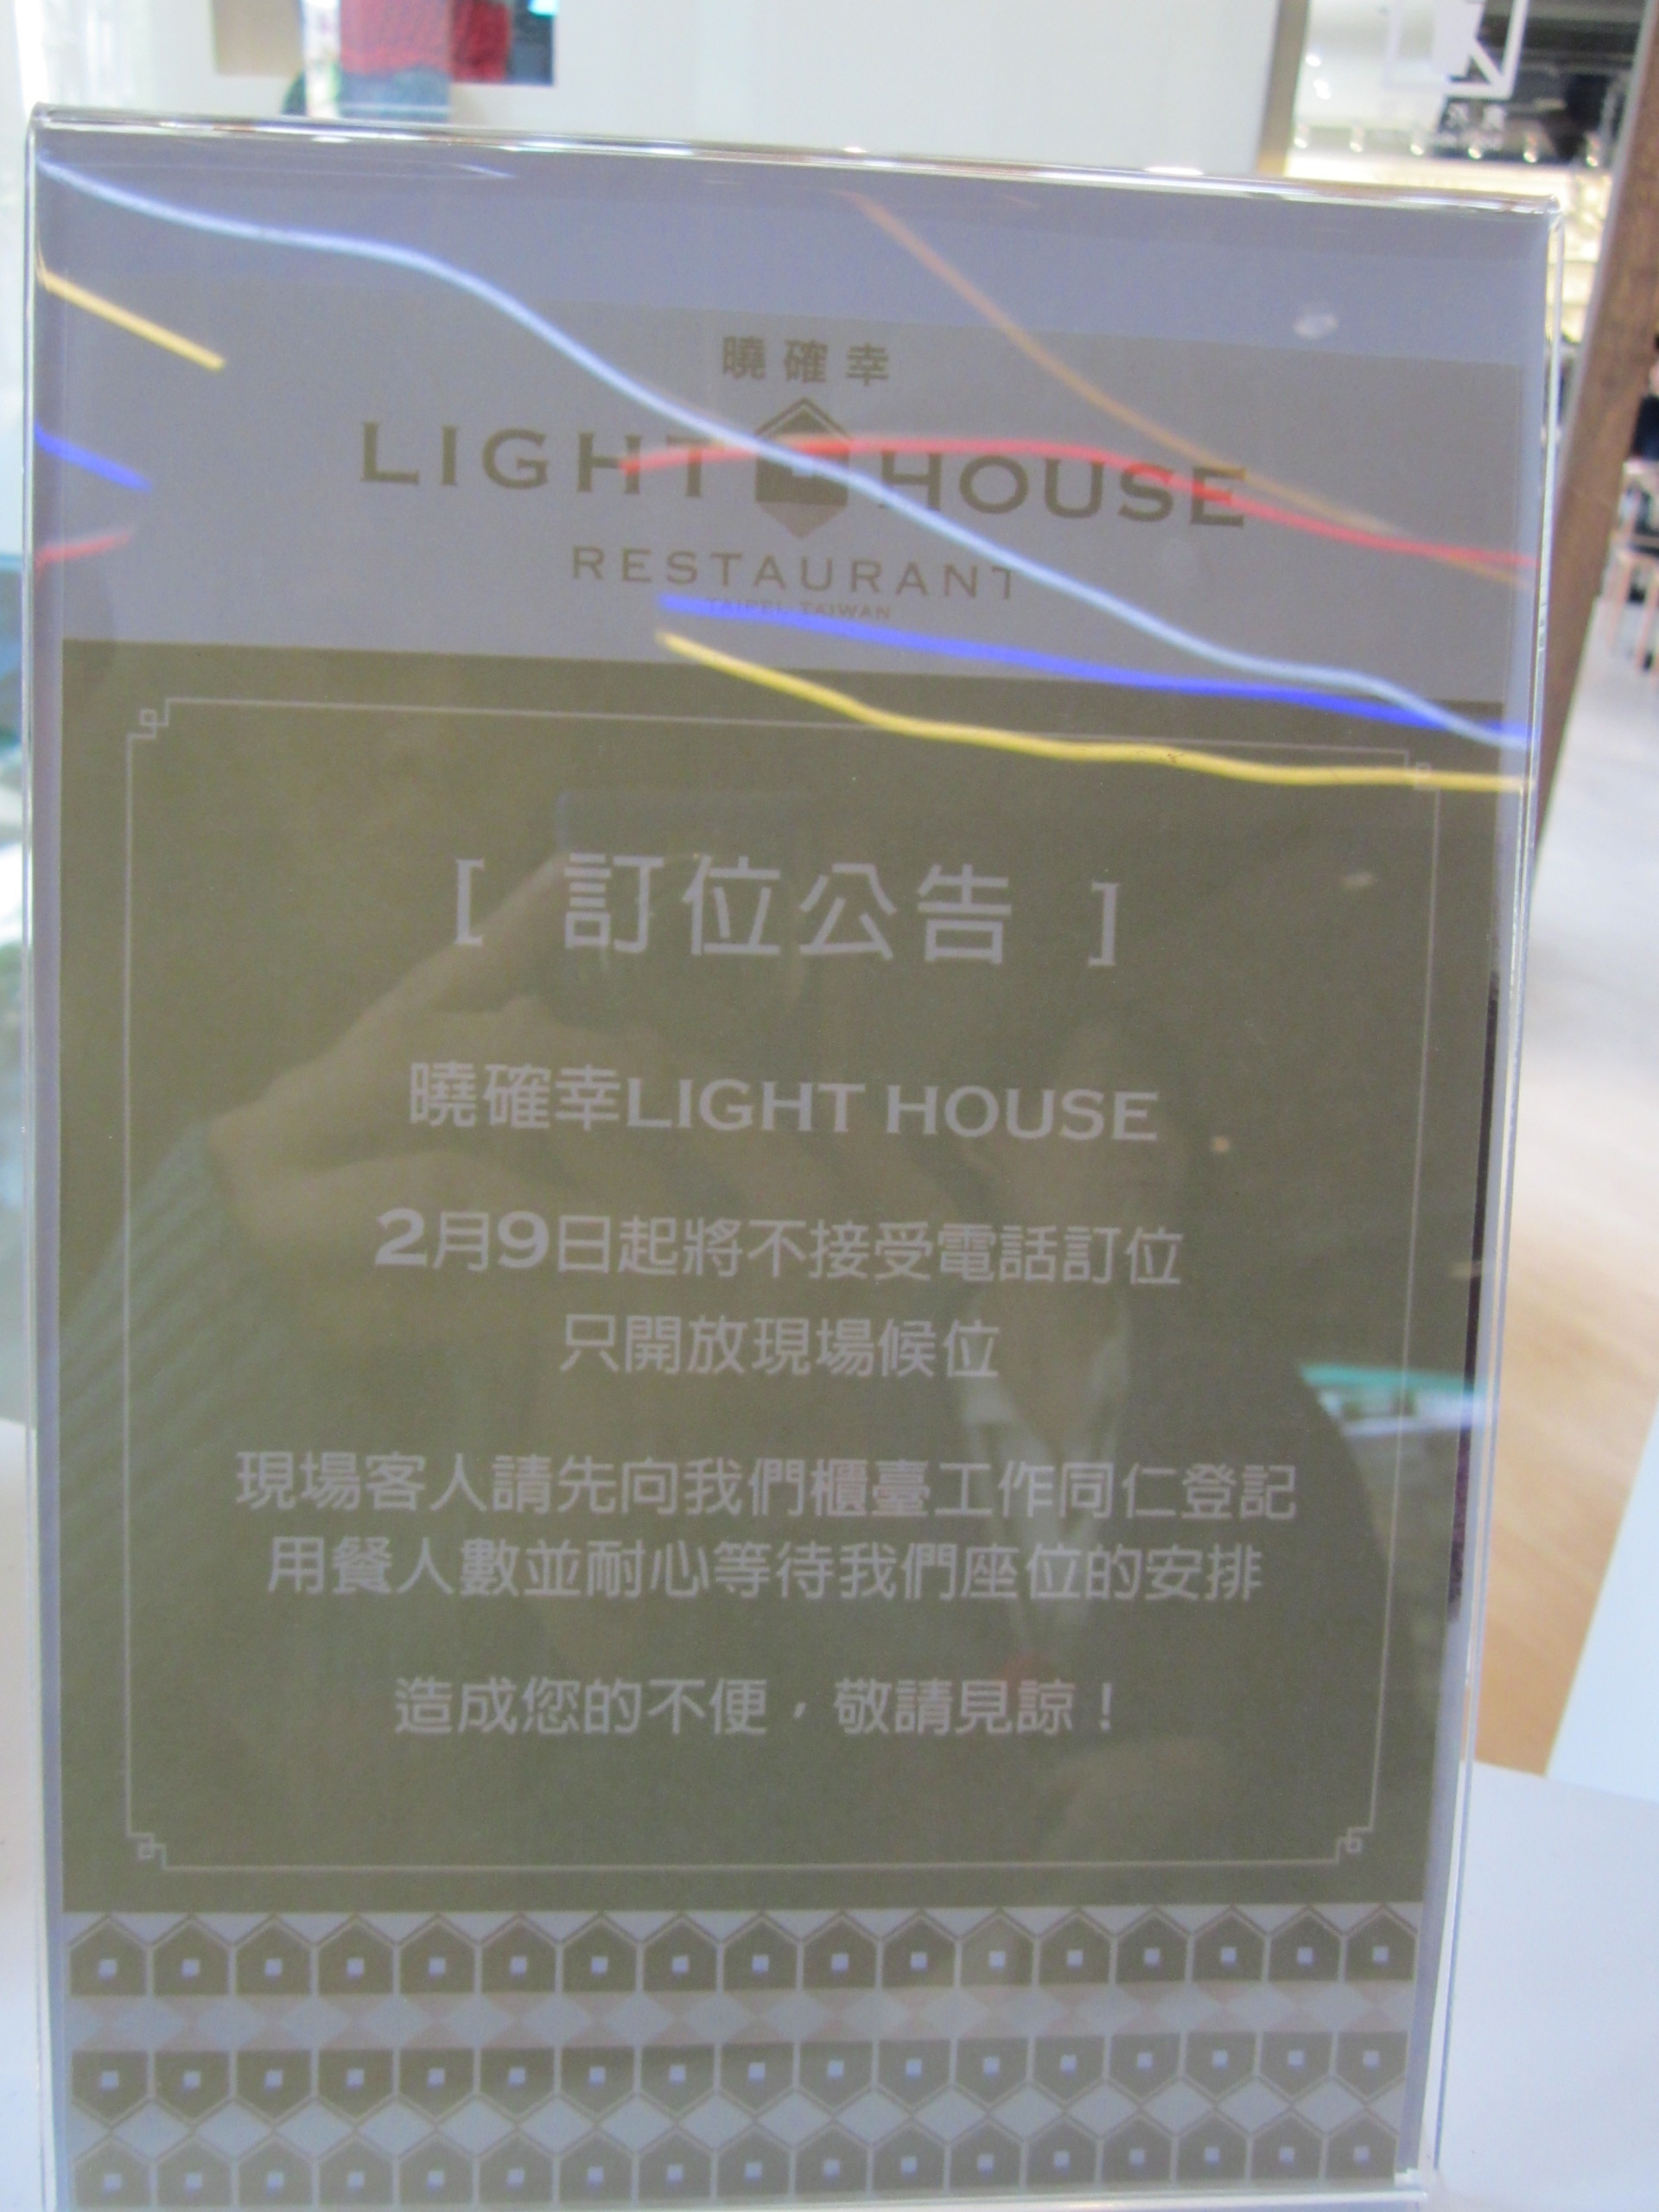 曉確幸
LIGHT HOUSE
RESTAURANT
TAIPEI, TAIWAN
[ 訂位公告 ]
曉確幸LIGHT HOUSE
2月9日起將不接受電話訂位
只開放現場候位
現場客人請先向我們櫃臺工作同仁登記
用餐人數並耐心等待我們座位的安排
造成您的不便，敬請見諒！